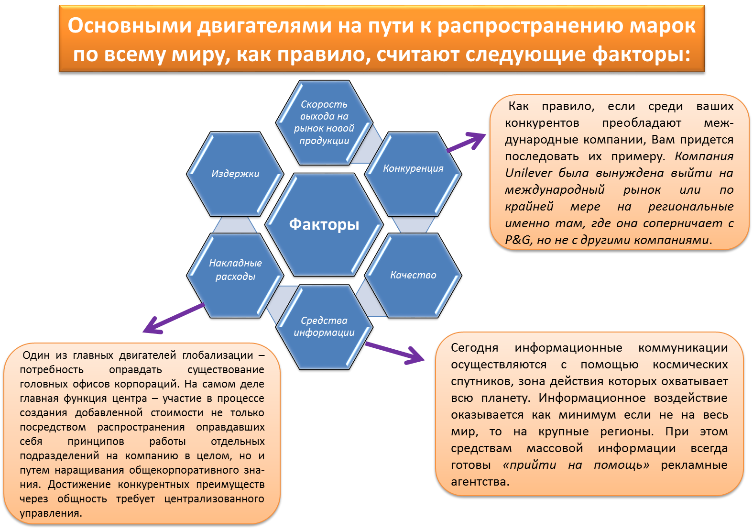 Основными двигателями на пути к распространению марок
по всему миру, как правило, считают следующие факторы:
Скорость
выхода на
рынок новой
продукции
Издержки
Конкуренция
Факторы
Накладные
расходы
Качество
Средства
информации
Как правило, если среди ваших
конкурентов преобладают меж-
дународные компании, Вам придется
последовать их примеру. Компания
Unilever была вынуждена выйти на
международный рынок или по
крайней мере на региональные
именно там, где она соперничает с
P&G, но не с другими компаниями.
Один из главных двигателей глобализации –
потребность оправдать существование
головных офисов корпораций. На самом деле
главная функция центра – участие в процессе
создания добавленной стоимости не только
посредством распространения оправдавших
себя принципов работы отдельных
подразделений на компанию в целом, но и
путем наращивания общекорпоративного зна-
ния. Достижение конкурентных преимуществ
через общность требует централизованного
управления.
Сегодня информационные коммуникации
осуществляются с помощью космических
спутников, зона действия которых охватывает
всю планету. Информационное воздействие
оказывается как минимум если не на весь
мир, то на крупные регионы. При этом
средствам массовой информации всегда
готовы «прийти на помощь» рекламные
агентства.